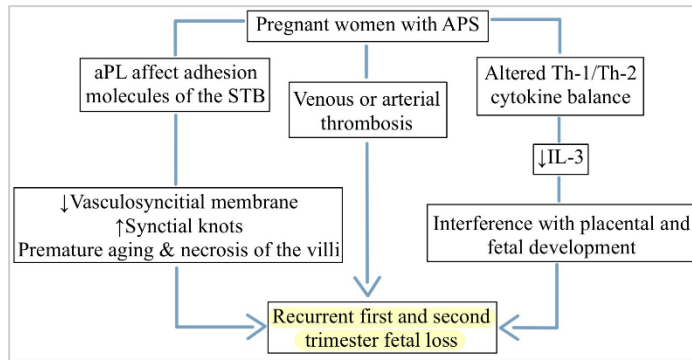 Pregnant women with APS
aPL affect adhesion
molecules of the STB
Venous or arterial
thrombosis
Altered Th-1/Th-2
cytokine balance
↓IL-3
↓Vasculosyncitial membrane
↑Synctial knots
Premature aging & necrosis of the villi
Interference with placental and
fetal development
Recurrent first and second
trimester fetal loss